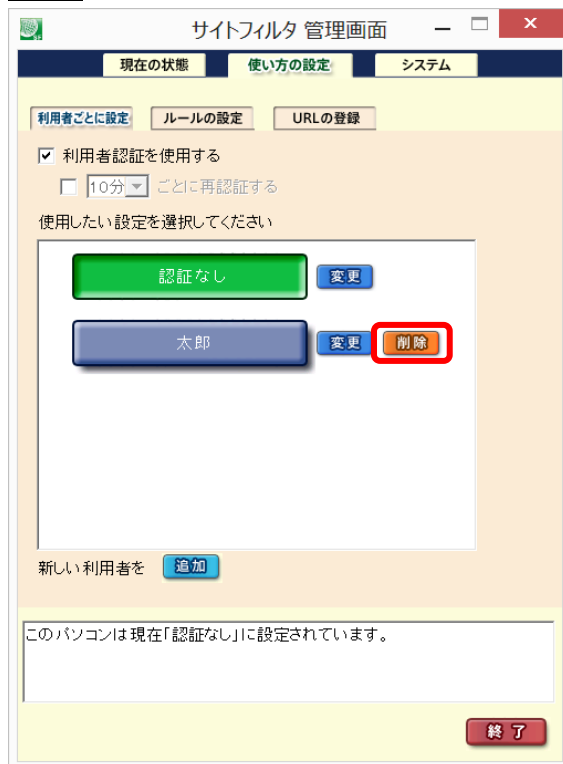 サイトフィルタ 管理画面
現在の状態 使い方の設定 システム
利用者ごとに設定 ルールの設定 URLの登録
利用者認証を使用する
10分 ごとに再認証する
使用したい設定を選択してください
認証なし 変更
太郎 変更 削除
新しい利用者を 追加
このパソコンは現在「認証なし」に設定されています。
終了